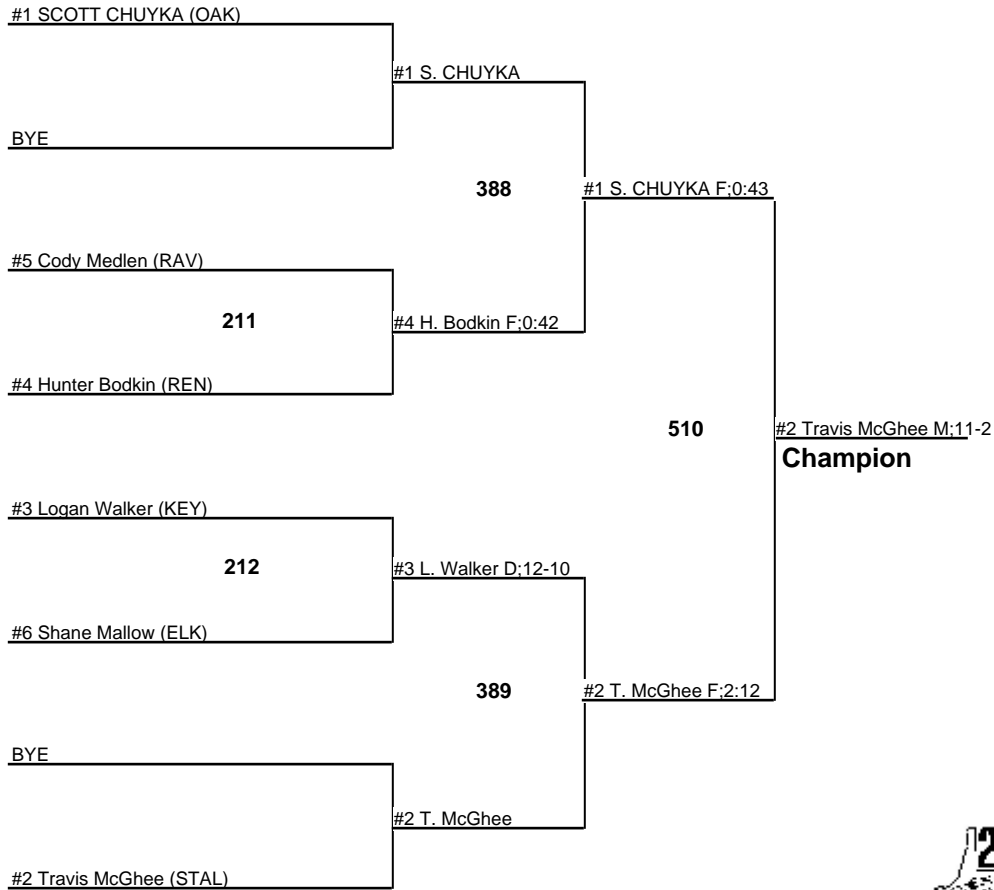 #1 SCOTT CHUYKA (OAK)
#1 S. CHUYKA
BYE
388
#1 S. CHUYKA F;0:43
#5 Cody Medlen (RAV)
211
#4 H. Bodkin F;0:42
#4 Hunter Bodkin (REN)
510
#2 Travis McGhee M;11-2
Champion
#3 Logan Walker (KEY)
212
#3 L. Walker D;12-10
#6 Shane Mallow (ELK)
389
#2 T. McGhee F;2:12
BYE
#2 T. McGhee
#2 Travis McGhee (STAL)
2